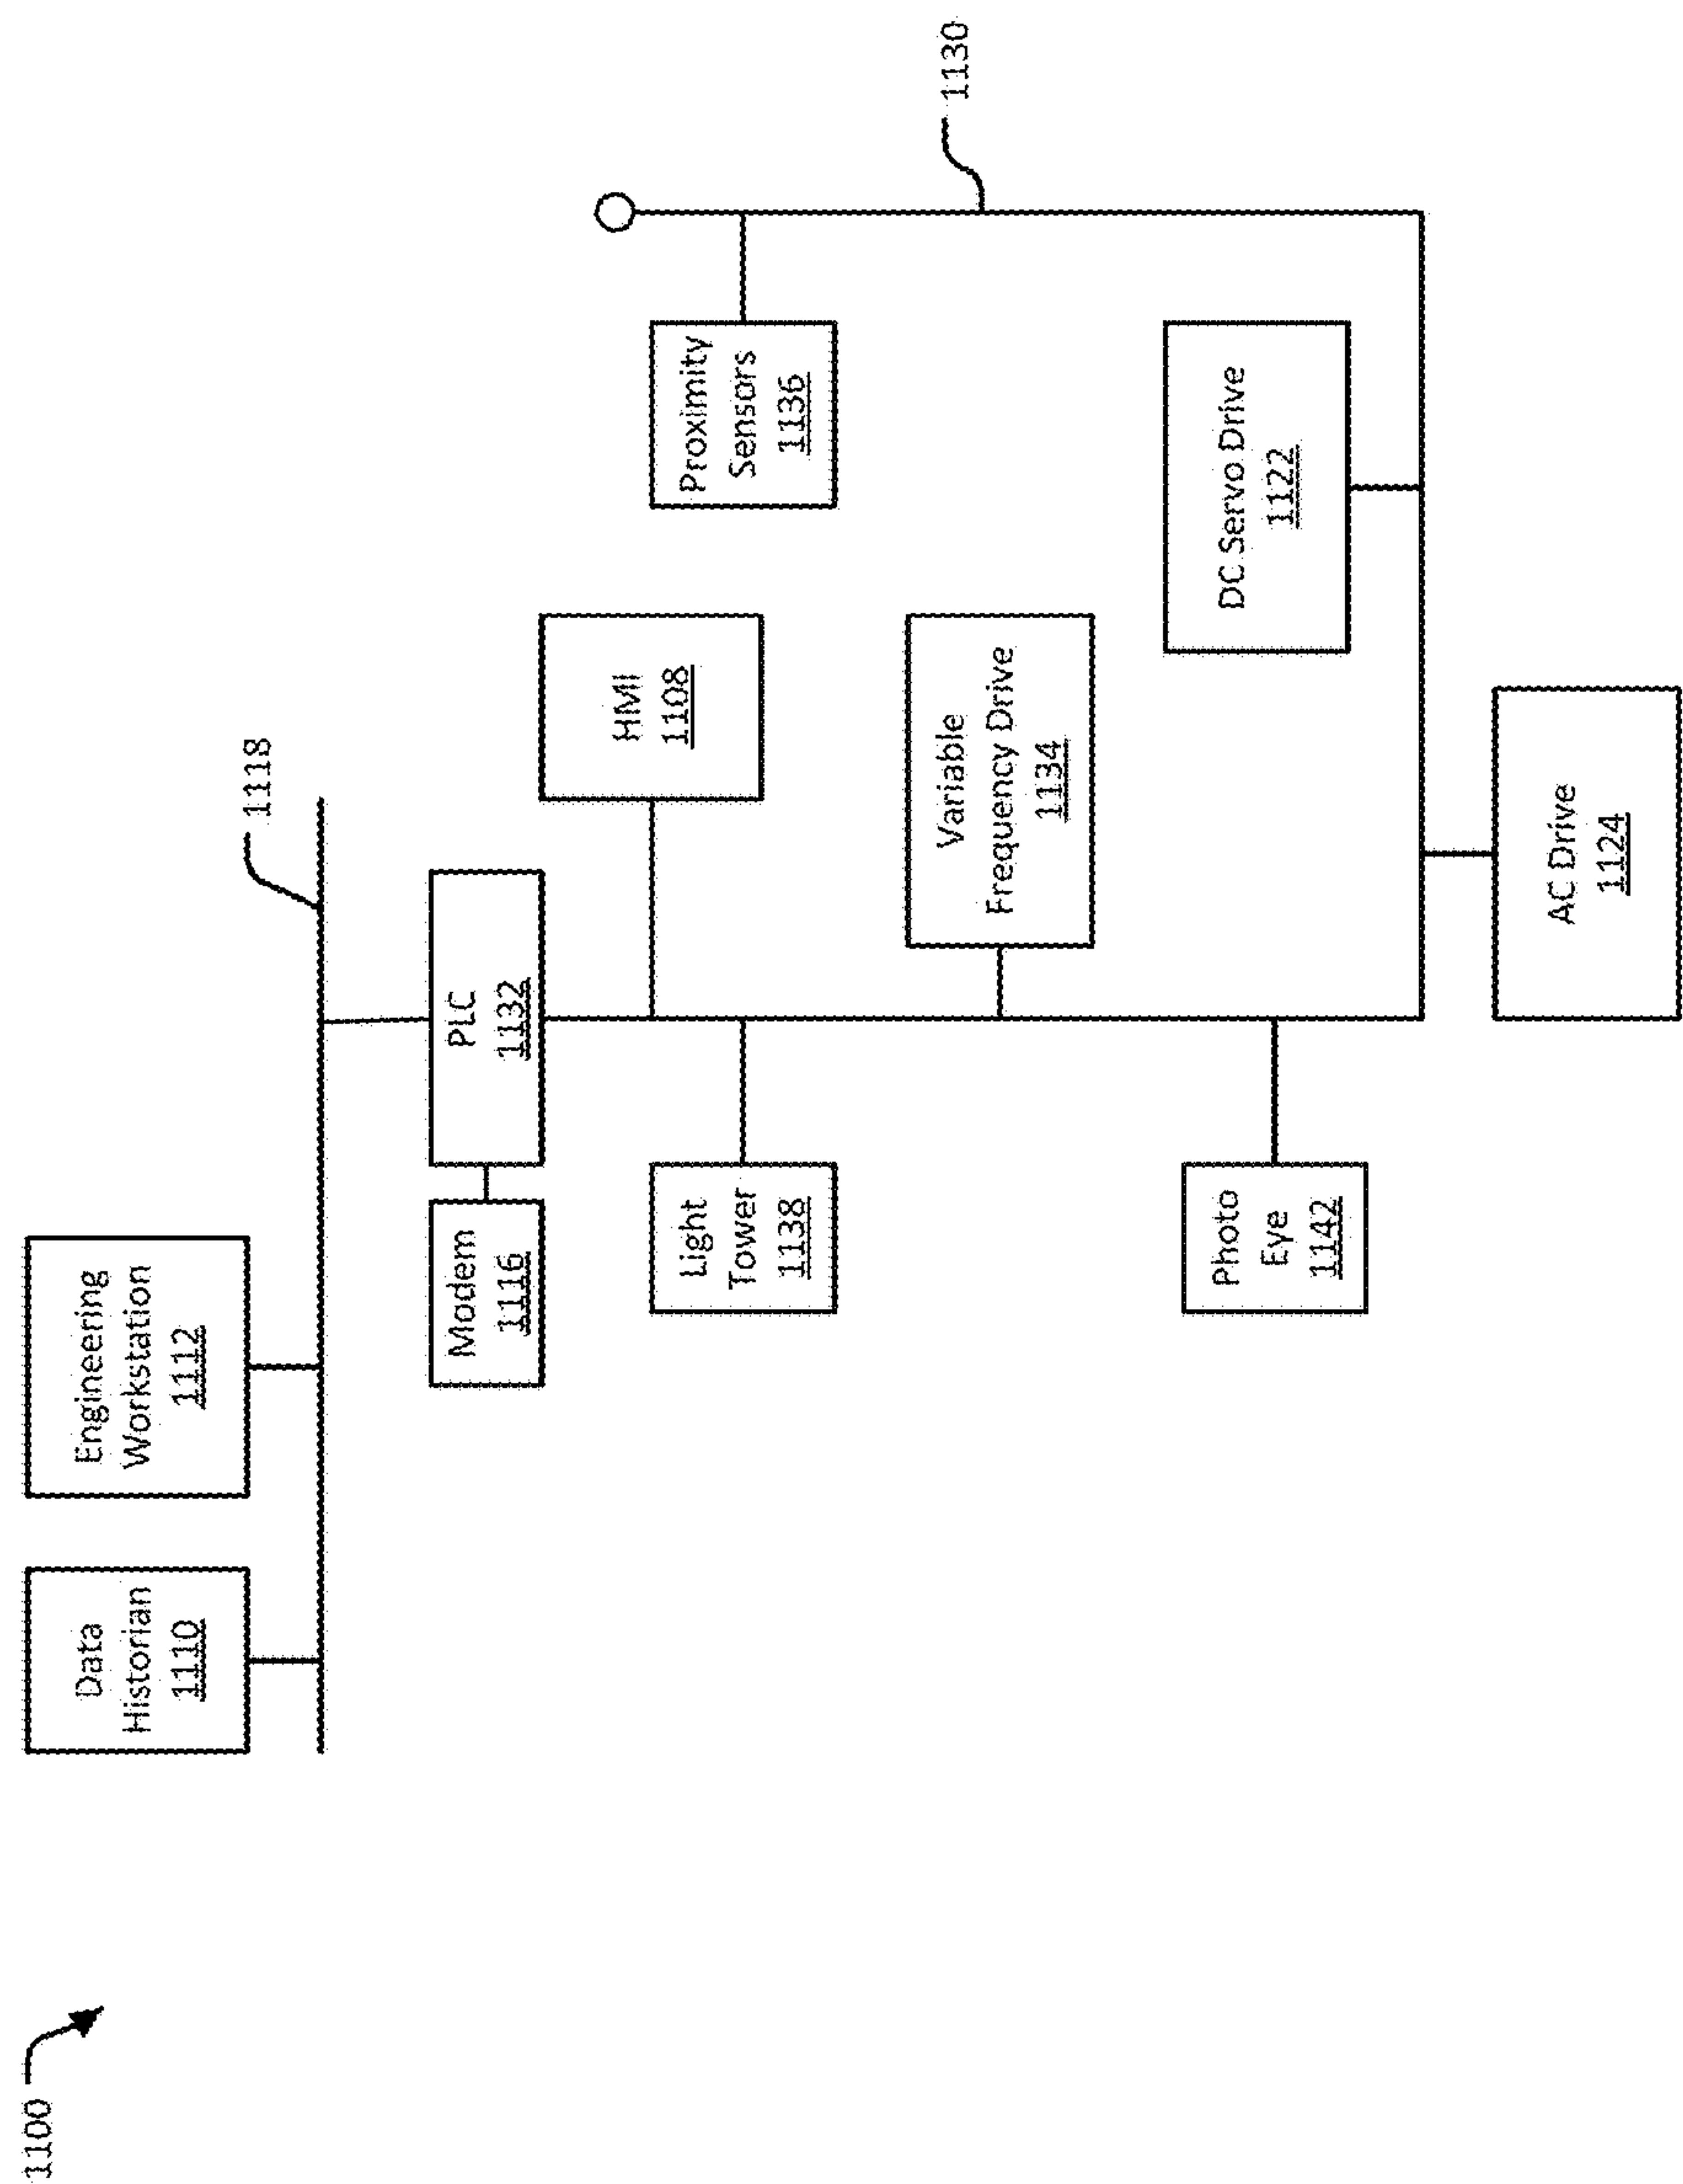 1100
Data
Historian
1110
Engineering
Workstation
1112
1118
Modem
1116
PLC
1132
HMI
1108
Light
Tower
1138
Proximity
Sensors
1136
1130
Variable
Frequency Drive
1134
Photo
Eye
1142
DC Servo Drive
1122
AC Drive
1124